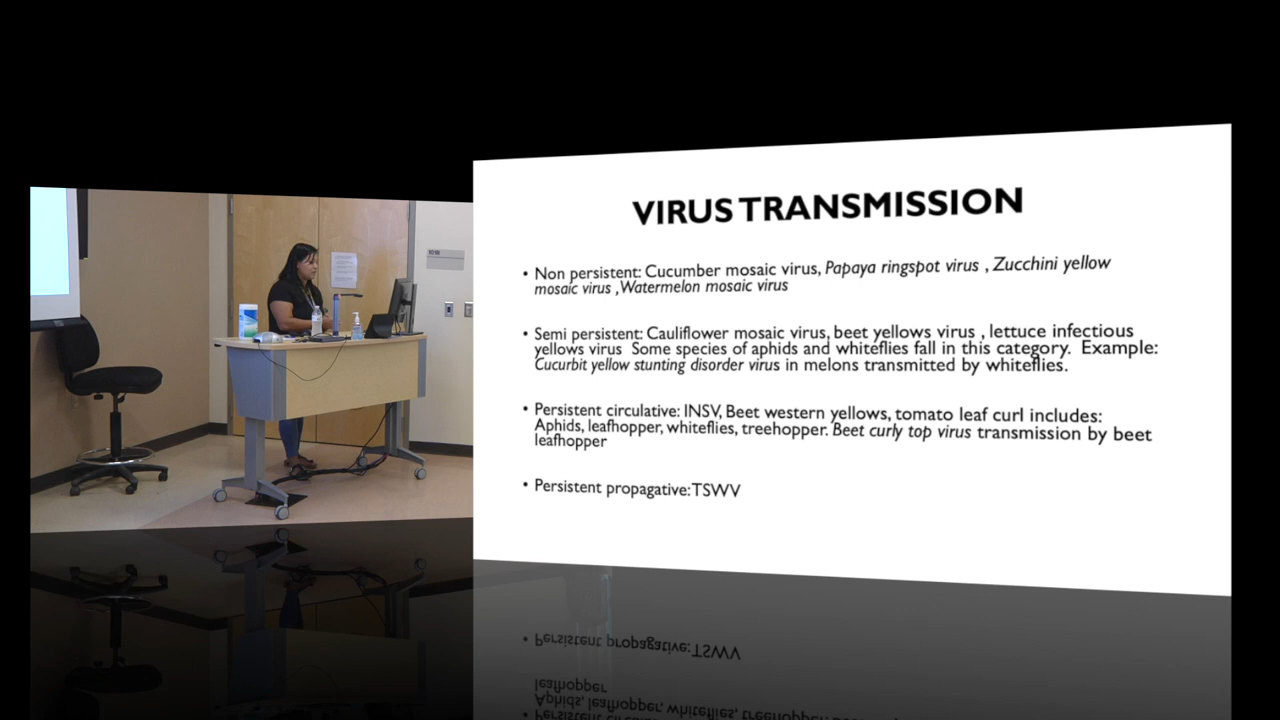 VIRUS TRANSMISSION
• Non persistent: Cucumber mosaic virus, Papaya ringspot virus , Zucchini yellow
mosaic virus ,Watermelon mosaic virus
• Semi persistent: Cauliflower mosaic virus, beet yellows virus , lettuce infectious
yellows virus Some species of aphids and whiteflies fall in this category. Example:
Cucurbit yellow stunting disorder virus in melons transmitted by whiteflies.
• Persistent circulative: INSV, Beet western yellows, tomato leaf curl includes:
Aphids, leafhopper, whiteflies, treehopper. Beet curly top virus transmission by beet
leafhopper
• Persistent propagative: TSWV